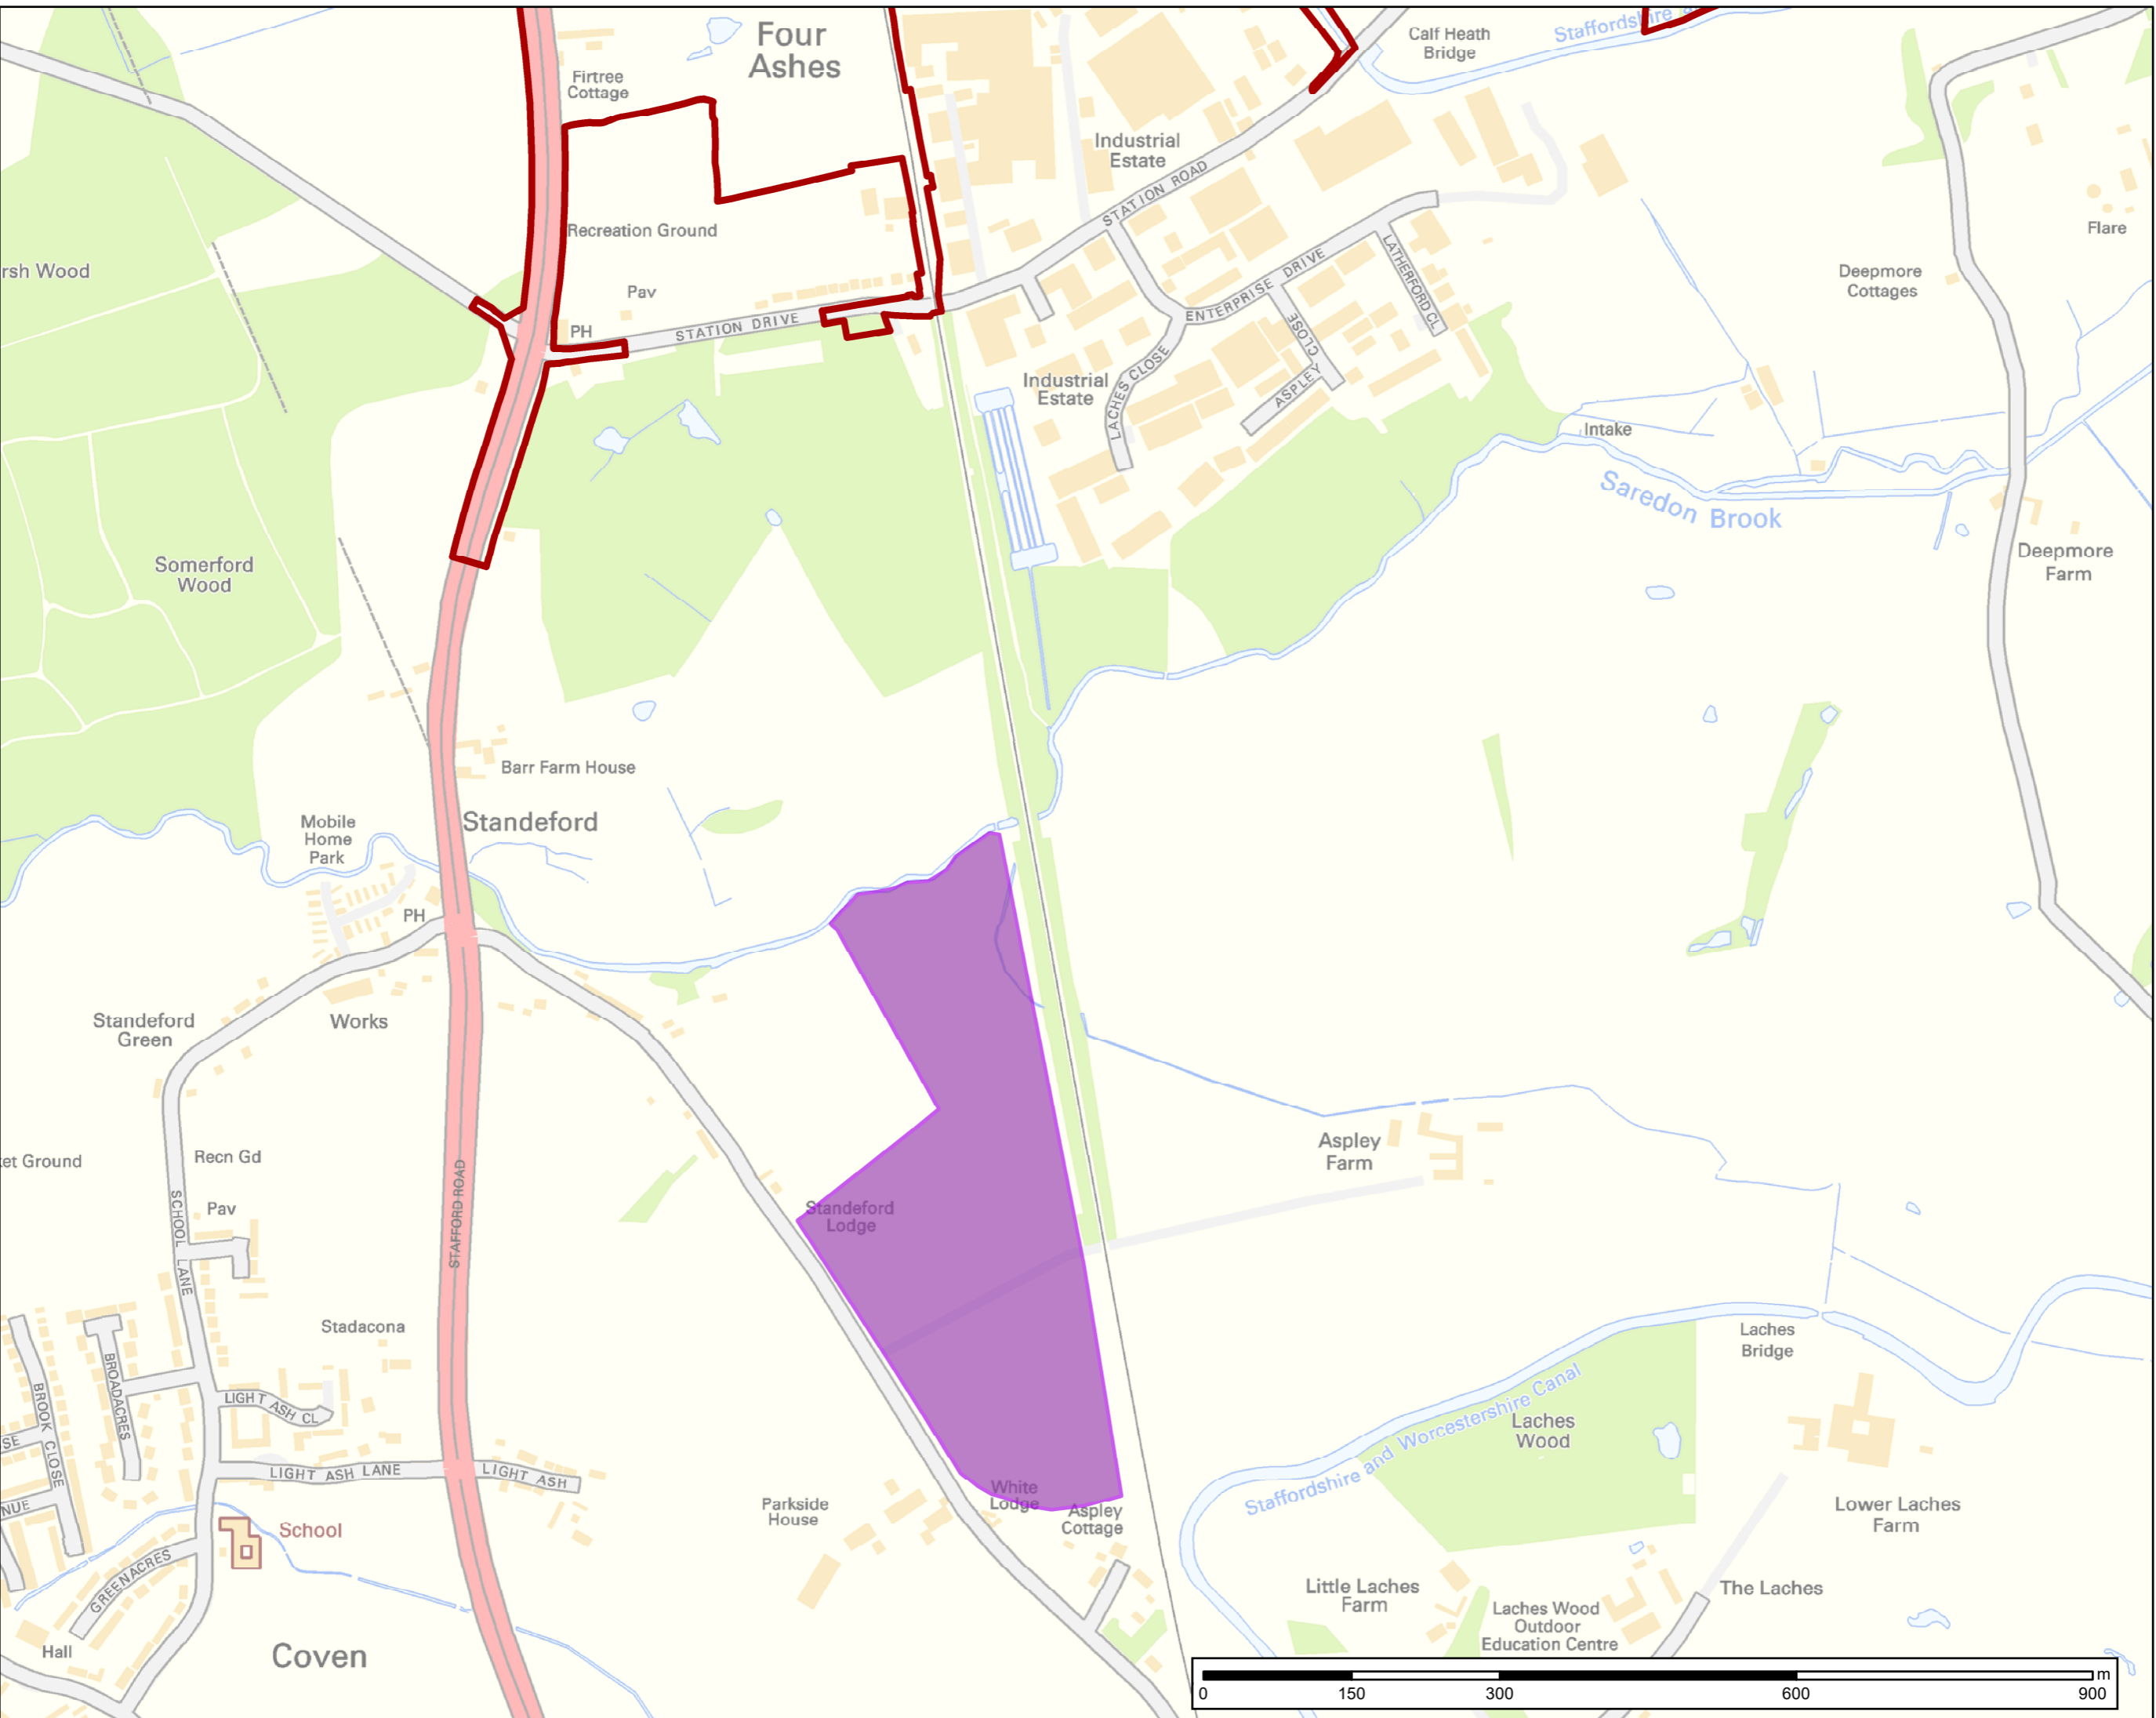 Four
Ashes
Firtree
Cottage
Calf Heath
Bridge
Staffordshire
Industrial
Estate
STATION ROAD
Flare
Recreation Ground
rsh Wood
Deepmore
Cottages
Pav
PH
STATION DRIVE
ENTERPRISE DRIVE
LATHERFORD CL
ASPLEY CLOSE
LACHES CLOSE
Industrial
Estate
Intake
Saredon Brook
Deepmore
Farm
Somerford
Wood
Barr Farm House
Standeford
Mobile
Home
Park
PH
Standeford
Green
Works
Aspley
Farm
ket Ground
Recn Gd
Pav
SCHOOL LANE
STAFFORD ROAD
Standeford
Lodge
Stadacona
Laches
Bridge
BROOK CLOSE
BROADACRES
LIGHT ASH CL
Staffordshire and Worcestershire Canal
Laches
Wood
SE
LIGHT ASH LANE
LIGHT ASH
NUE
White
Lodge
Aspley
Cottage
Parkside
House
Lower Laches
Farm
School
GREENACRES
Little Laches
Farm
Laches Wood
Outdoor
Education Centre
The Laches
Hall
Coven
m
0 150 300 600 900